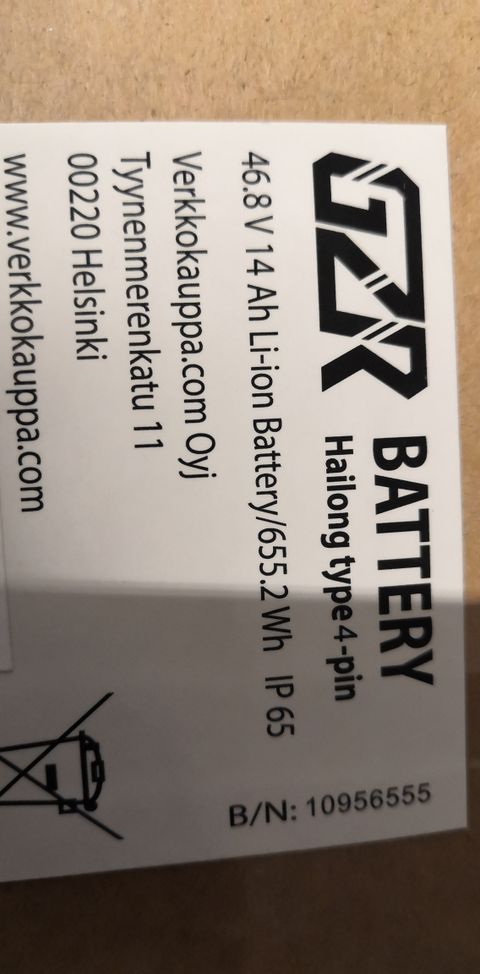 GZR BATTERY
Hailong type 4-pin
B/N: 10956555
46.8 V 14 Ah Li-ion Battery/655.2 Wh IP 65
Verkkokauppa.com Oyj
Tyynenmerenkatu 11
00220 Helsinki
www.verkkokauppa.com